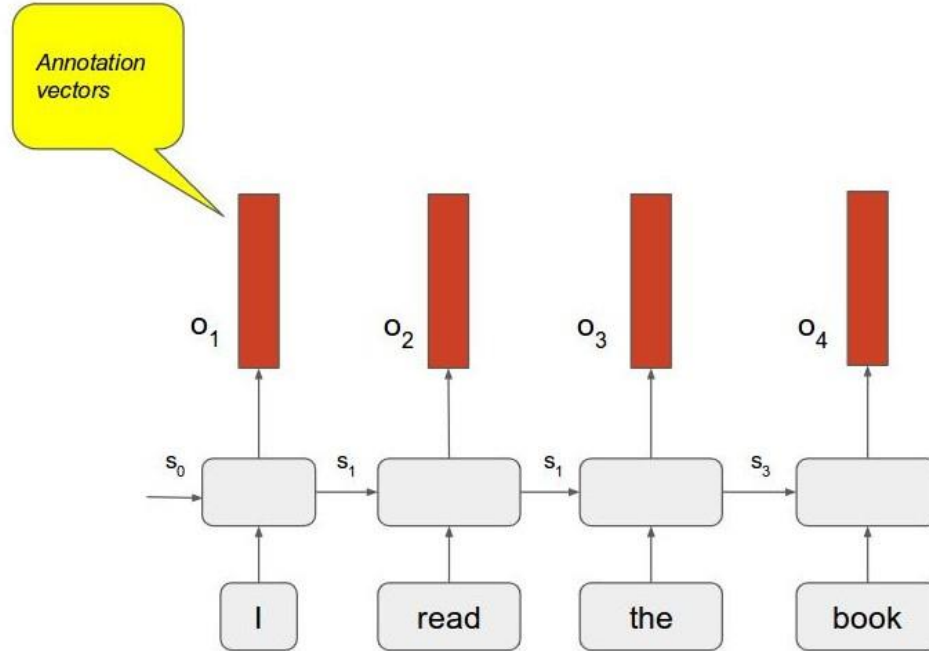 Annotation
vectors
o₁ o₂ o₃ o₄
s₀ s₁ s₁ s₃
I read the book